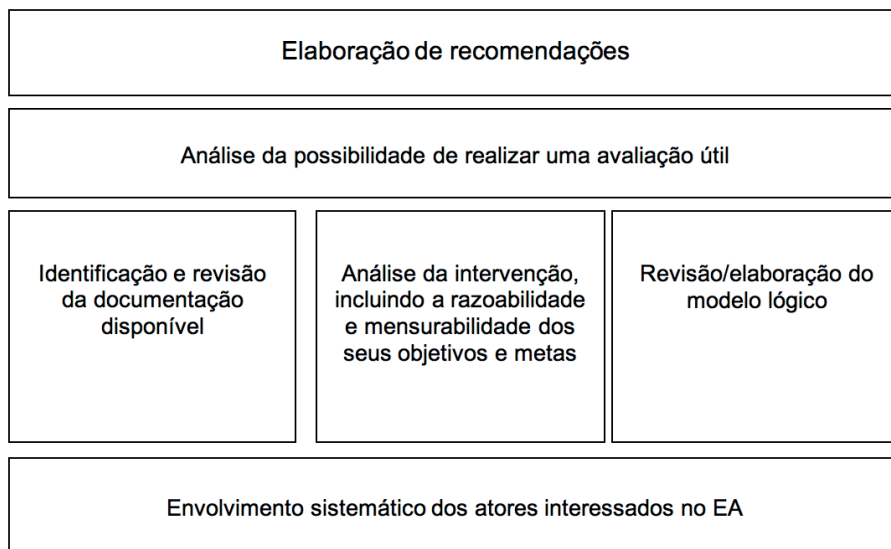 Elaboração de recomendações
Análise da possibilidade de realizar uma avaliação útil
Identificação e revisão
da documentação
disponível
Análise da intervenção,
incluindo a razoabilidade
e mensurabilidade dos
seus objetivos e metas
Revisão/elaboração do
modelo lógico
Envolvimento sistemático dos atores interessados no EA